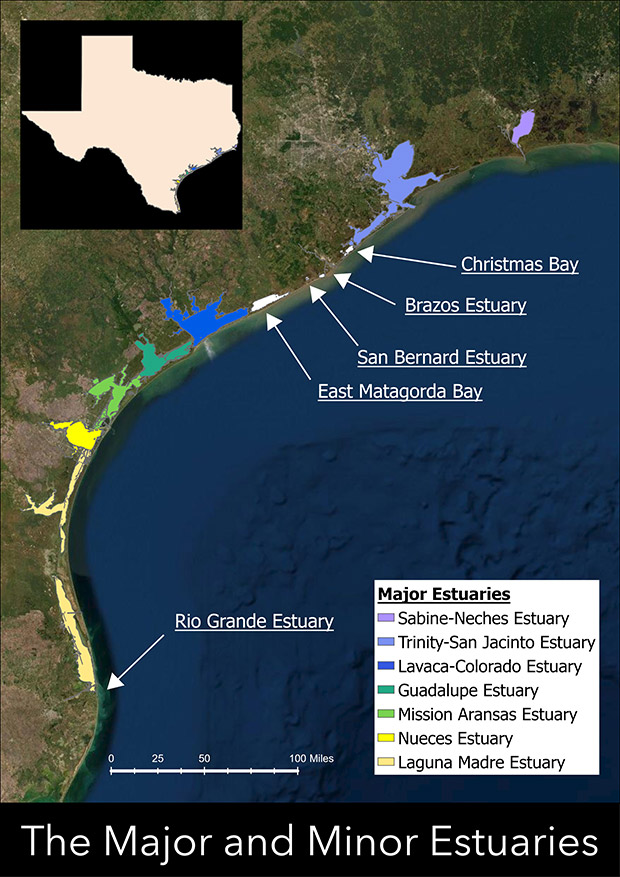 Christmas Bay
Brazos Estuary
San Bernard Estuary
East Matagorda Bay
Rio Grande Estuary
Major Estuaries
Sabine-Neches Estuary
Trinity-San Jacinto Estuary
Lavaca-Colorado Estuary
Guadalupe Estuary
Mission Aransas Estuary
Nueces Estuary
Laguna Madre Estuary
0 25 50 100 Miles
The Major and Minor Estuaries